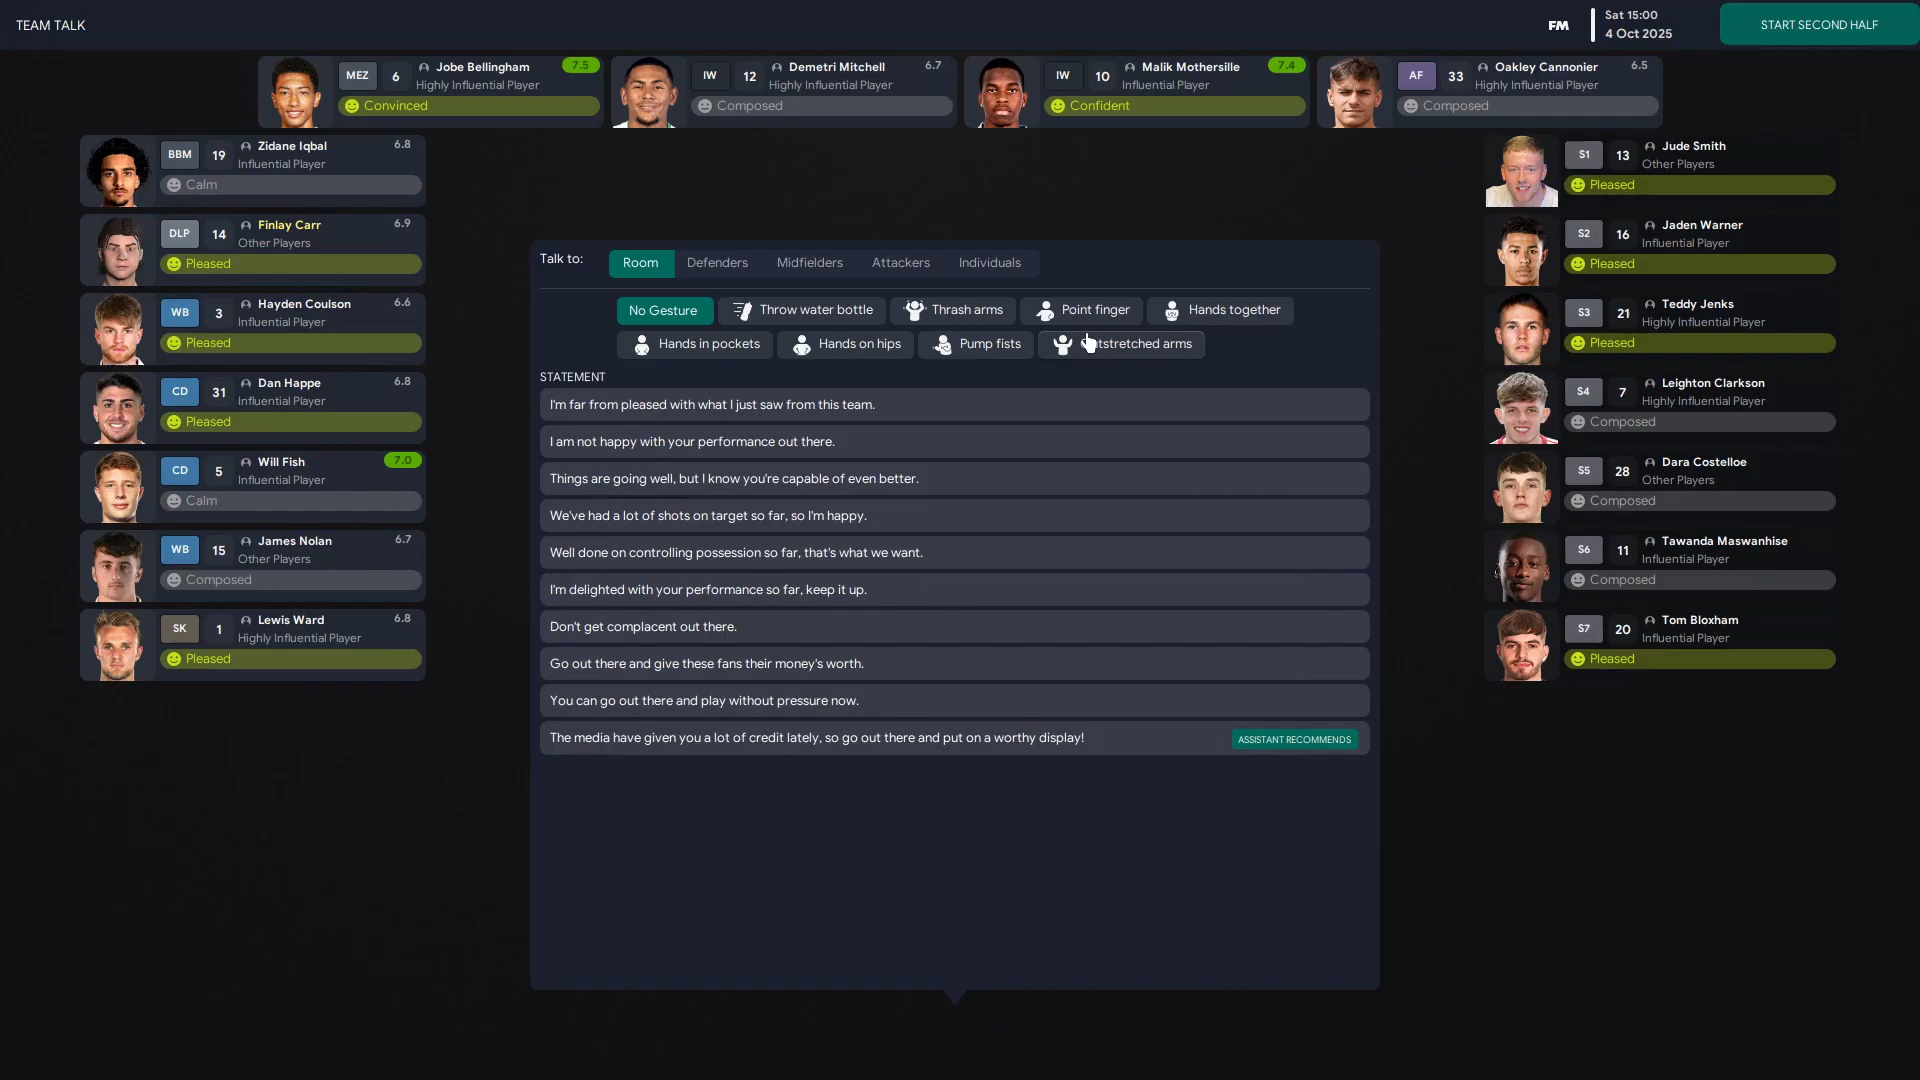 TEAM TALK
FM
Sat 15:00
4 Oct 2025
START SECOND HALF
MEZ 6 Jobe Bellingham 7.5
Highly Influential Player
Convinced
IW 12 Demetri Mitchell 6.7
Highly Influential Player
Composed
IW 10 Malik Mothersille 7.4
Influential Player
Confident
AF 33 Oakley Cannonier 6.5
Highly Influential Player
Composed
BBM 19 Zidane Iqbal 6.8
Influential Player
Calm
DLP 14 Finlay Carr 6.9
Other Players
Pleased
WB 3 Hayden Coulson 6.6
Influential Player
Pleased
CD 31 Dan Happe 6.8
Influential Player
Pleased
CD 5 Will Fish 7.0
Influential Player
Calm
WB 15 James Nolan 6.7
Other Players
Composed
SK 1 Lewis Ward 6.8
Highly Influential Player
Pleased
Talk to: Room Defenders Midfielders Attackers Individuals
No Gesture Throw water bottle Thrash arms Point finger Hands together
Hands in pockets Hands on hips Pump fists tstretched arms
STATEMENT
I'm far from pleased with what I just saw from this team.
I am not happy with your performance out there.
Things are going well, but I know you're capable of even better.
We've had a lot of shots on target so far, so I'm happy.
Well done on controlling possession so far, that's what we want.
I'm delighted with your performance so far, keep it up.
Don't get complacent out there.
Go out there and give these fans their money's worth.
You can go out there and play without pressure now.
The media have given you a lot of credit lately, so go out there and put on a worthy display! ASSISTANT RECOMMENDS
S1 13 Jude Smith
Other Players
Pleased
S2 16 Jaden Warner
Influential Player
Pleased
S3 21 Teddy Jenks
Highly Influential Player
Pleased
S4 7 Leighton Clarkson
Highly Influential Player
Composed
S5 28 Dara Costelloe
Other Players
Composed
S6 11 Tawanda Maswanhise
Influential Player
Composed
S7 20 Tom Bloxham
Influential Player
Pleased